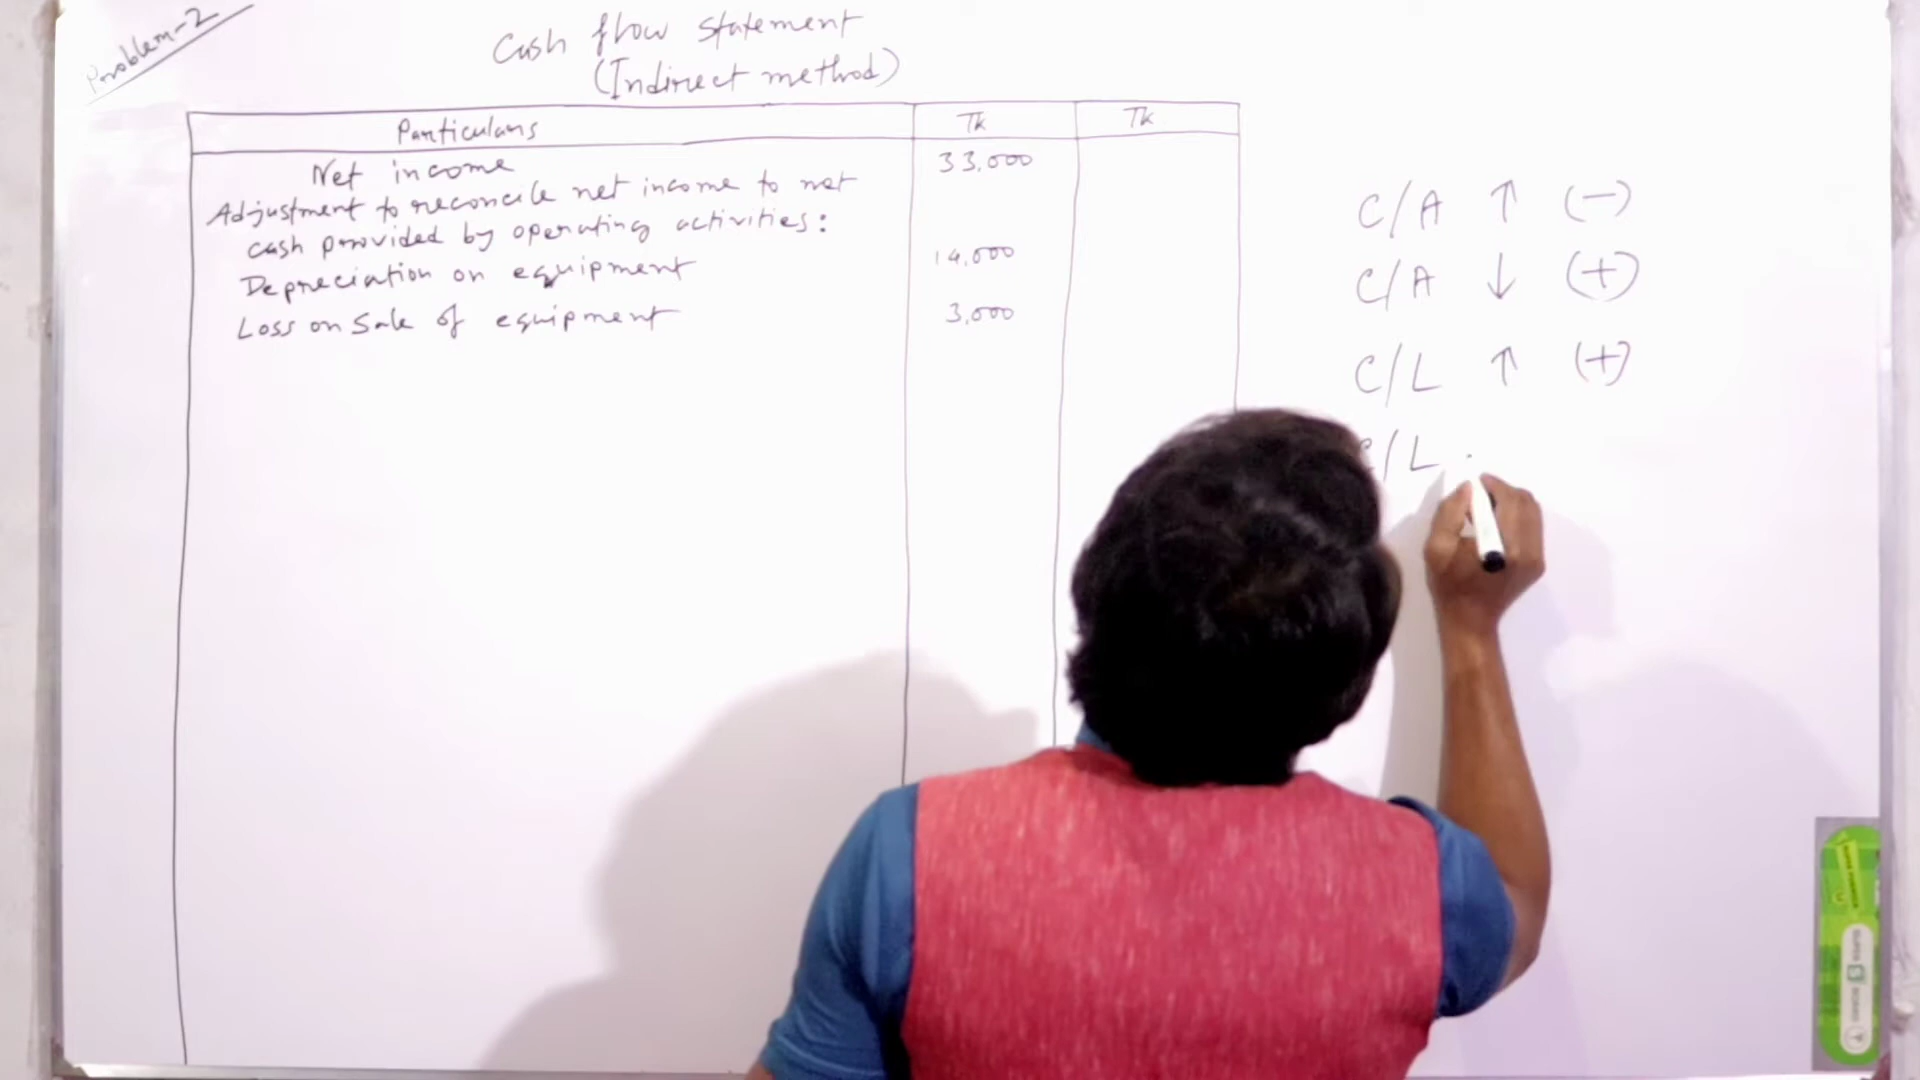 Problem-2
Cash flow statement
(Indirect method)
Particulars Tk Tk
Net income 33,000
Adjustment to reconcile net income to net
cash provided by operating activities:
Depreciation on equipment 14,000
Loss on Sale of equipment 3,000
C/A ↑ (-)
C/A ↓ (+)
C/L ↑ (+)
C/L